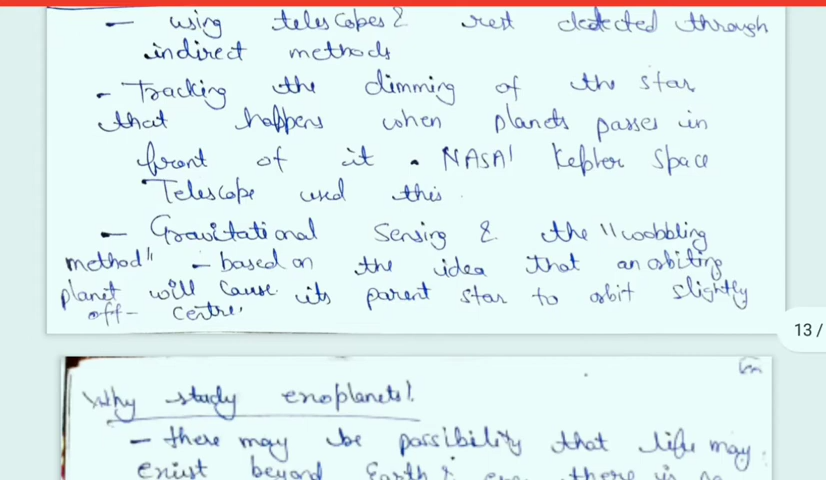 - using telescopes & rest detected through
indirect methods
- Tracking the dimming of the star
that happens when planets passes in
front of it . NASA' Kepler Space
Telescope used this.
- Gravitational Sensing & the "wobbling
method" - based on the idea that an orbiting
planet will cause its parent star to orbit slightly
off- centre.
13 /
Why study exoplanets?
- there may be possibility that life may
exist beyond Earth & there is no